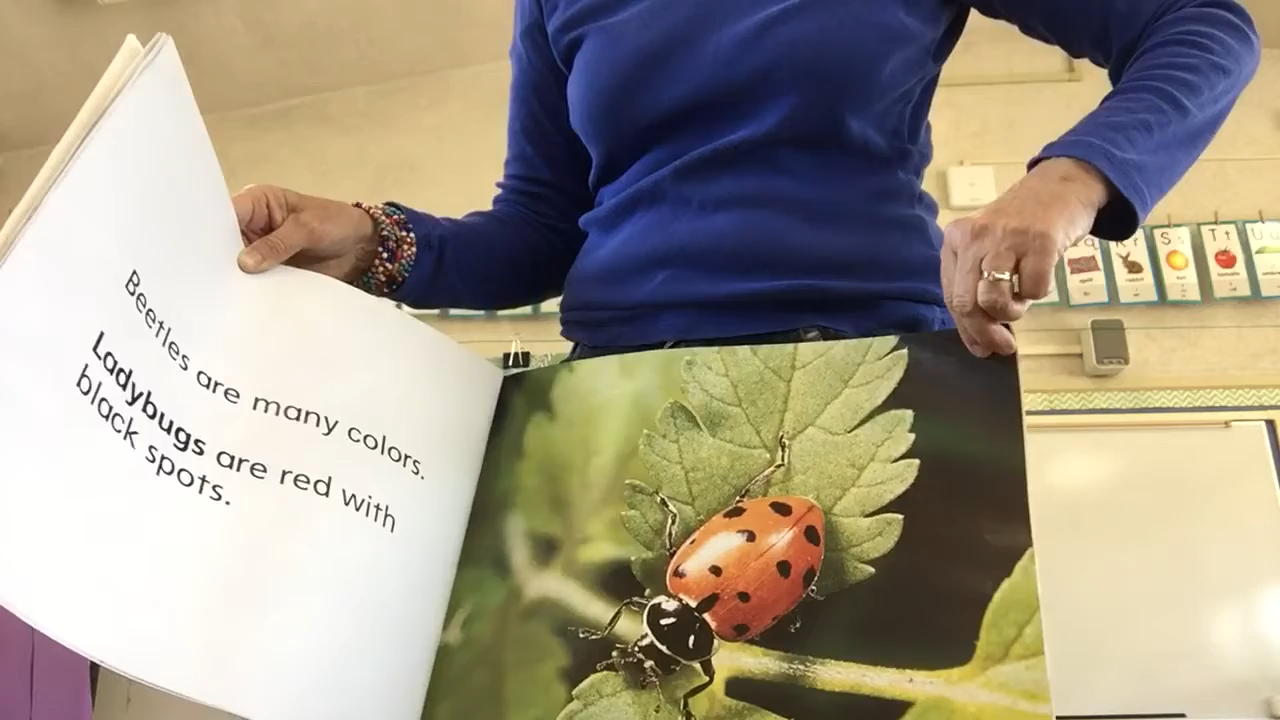 Beetles are many colors.
Ladybugs are red with
black spots.
S s
T t